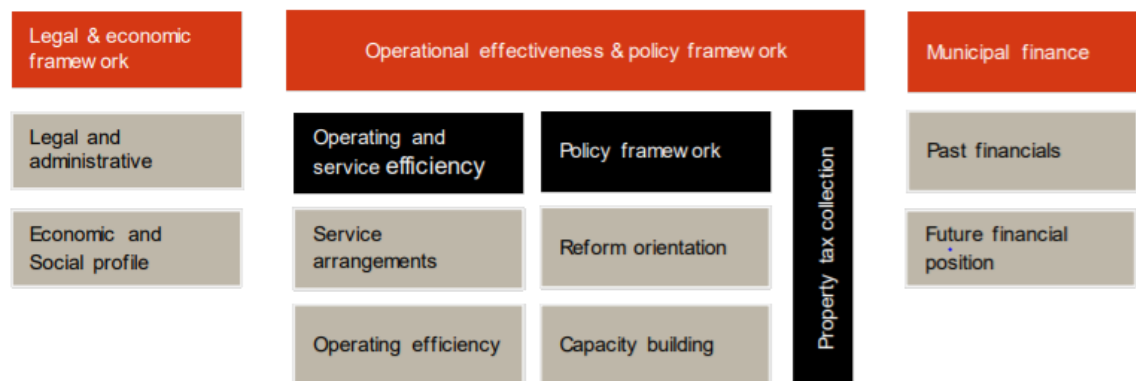 Legal & economic
framework
Operational effectiveness & policy framework
Municipal finance
Legal and
administrative
Operating and
service efficiency
Policy framework
Property tax collection
Past financials
Economic and
Social profile
Service
arrangements
Reform orientation
Future financial
position
Operating efficiency
Capacity building